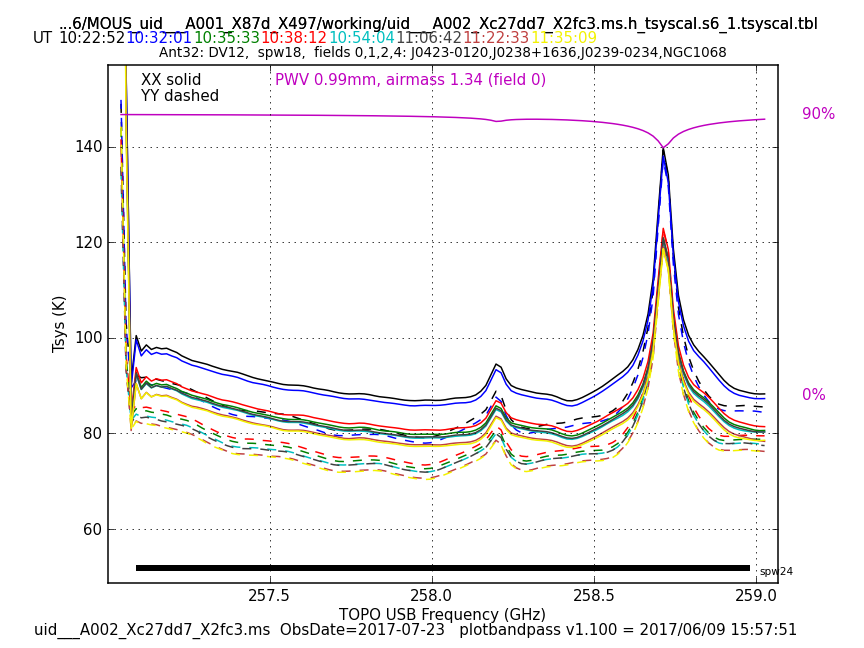 ...6/MOUS_uid___A001_X87d_X497/working/uid___A002_Xc27dd7_X2fc3.ms.h_tsyscal.s6_1.tsyscal.tbl
UT 10:22:52 10:32:01 10:35:33 10:38:12 10:54:04 11:06:42 11:22:33 11:35:09
Ant32: DV12, spw18, fields 0,1,2,4: J0423-0120,J0238+1636,J0239-0234,NGC1068
XX solid PWV 0.99mm, airmass 1.34 (field 0)
YY dashed
90%
140
120
100
0%
80
60
Tsys (K)
spw24
257.5 258.0 258.5 259.0
TOPO USB Frequency (GHz)
uid___A002_Xc27dd7_X2fc3.ms ObsDate=2017-07-23 plotbandpass v1.100 = 2017/06/09 15:57:51